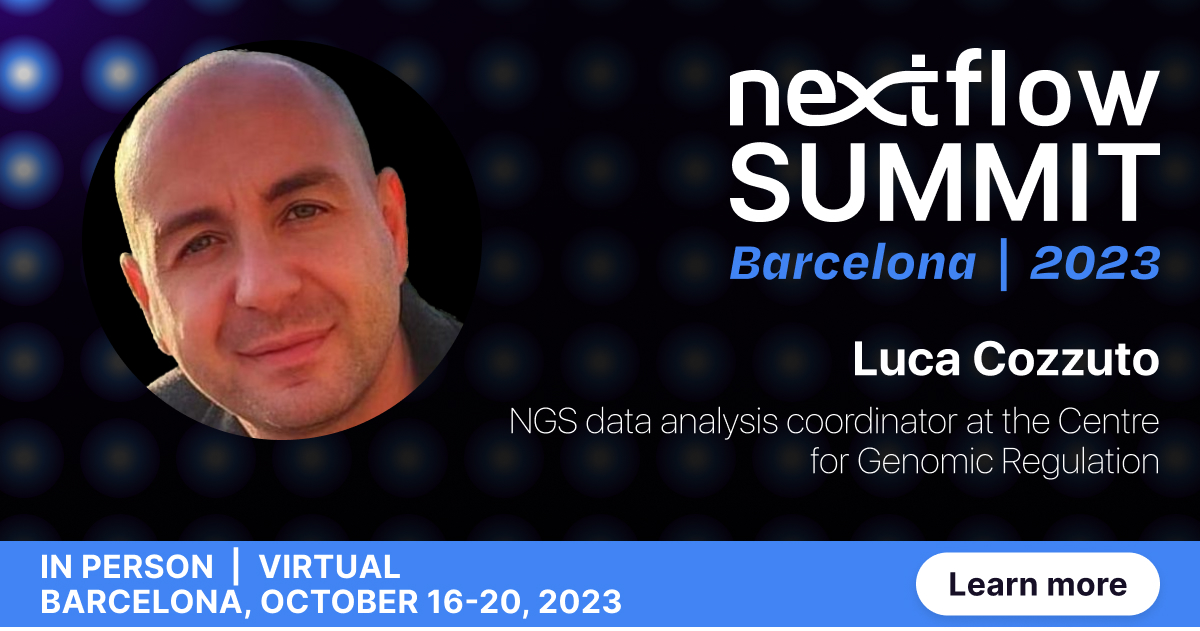 nextflow
SUMMIT
Barcelona | 2023
Luca Cozzuto
NGS data analysis coordinator at the Centre
for Genomic Regulation
IN PERSON | VIRTUAL
BARCELONA, OCTOBER 16-20, 2023
Learn more